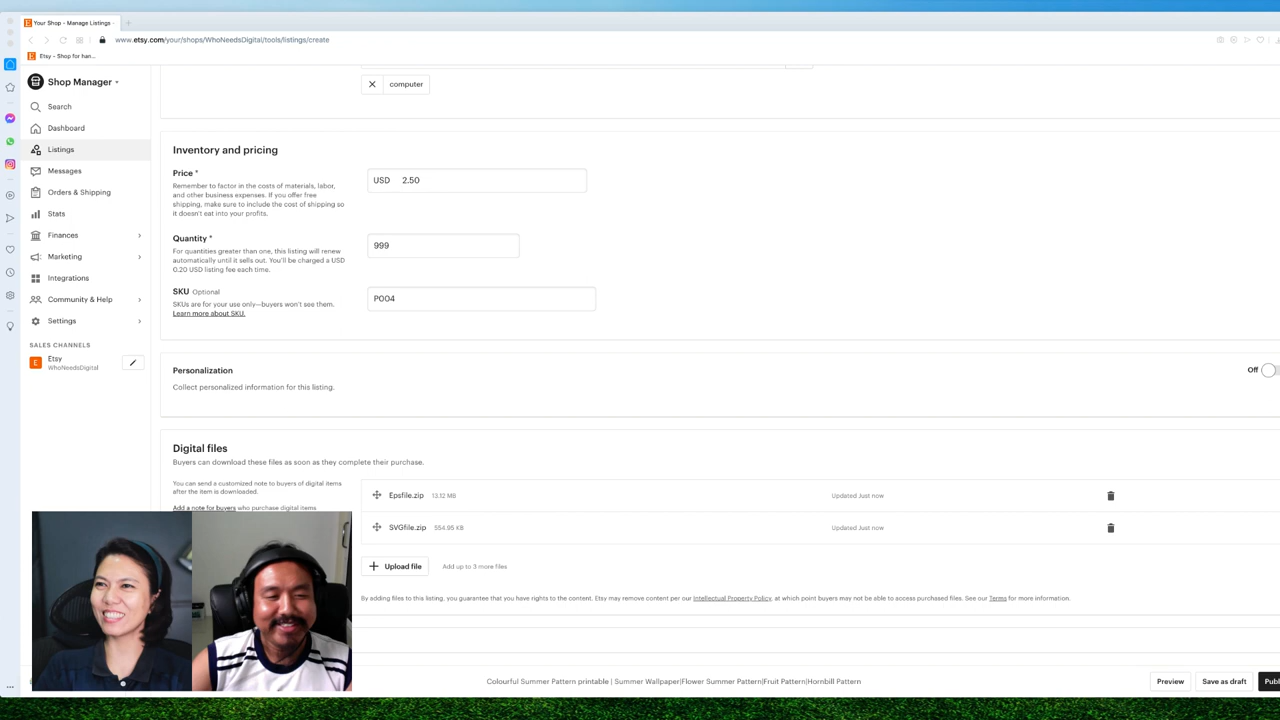 Your Shop - Manage Listings -
www.etsy.com/your/shops/WhoNeedsDigital/tools/listings/create
Etsy - Shop for han...
Shop Manager
Search
Dashboard
Listings
Messages
Orders & Shipping
Stats
Finances
Marketing
Integrations
Community & Help
Settings
SALES CHANNELS
E Etsy
WhoNeedsDigital
computer
Inventory and pricing
Price *
Remember to factor in the costs of materials, labor,
and other business expenses. If you offer free
shipping, make sure to include the cost of shipping so
it doesn't eat into your profits.
USD 2.50
Quantity *
For quantities greater than one, this listing will renew
automatically until it sells out. You'll be charged a USD
0.20 USD listing fee each time.
999
SKU Optional
SKUs are for your use only—buyers won't see them.
Learn more about SKU.
P004
Personalization
Collect personalized information for this listing.
Off
Digital files
Buyers can download these files as soon as they complete their purchase.
You can send a customized note to buyers of digital items
after the item is downloaded.
Add a note for buyers who purchase digital items
Epsfile.zip 13.12 MB Updated Just now
SVGfile.zip 554.95 KB Updated Just now
Upload file Add up to 3 more files
By adding files to this listing, you guarantee that you have rights to the content. Etsy may remove content per our Intellectual Property Policy, at which point buyers may not be able to access purchased files. See our Terms for more information.
Colourful Summer Pattern printable | Summer Wallpaper|Flower Summer Pattern|Fruit Pattern|Hornbill Pattern
Preview
Save as draft
Publ